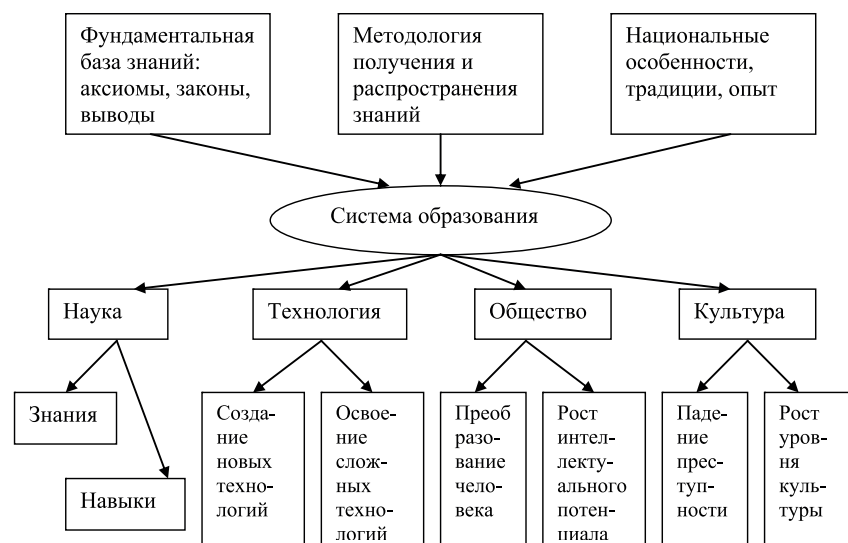 Фундаментальная
база знаний:
аксиомы, законы,
выводы
Методология
получения и
распространения
знаний
Национальные
особенности,
традиции, опыт
Система образования
Наука
Технология
Общество
Культура
Знания
Навыки
Созда-
ние
новых
техно-
логий
Освое-
ние
слож-
ных
техно-
логий
Преоб
разо-
вание
чело-
века
Рост
интел-
лекту-
ального
потен-
циала
Паде-
ние
прес-
туп-
ности
Рост
уров-
ня
куль-
туры